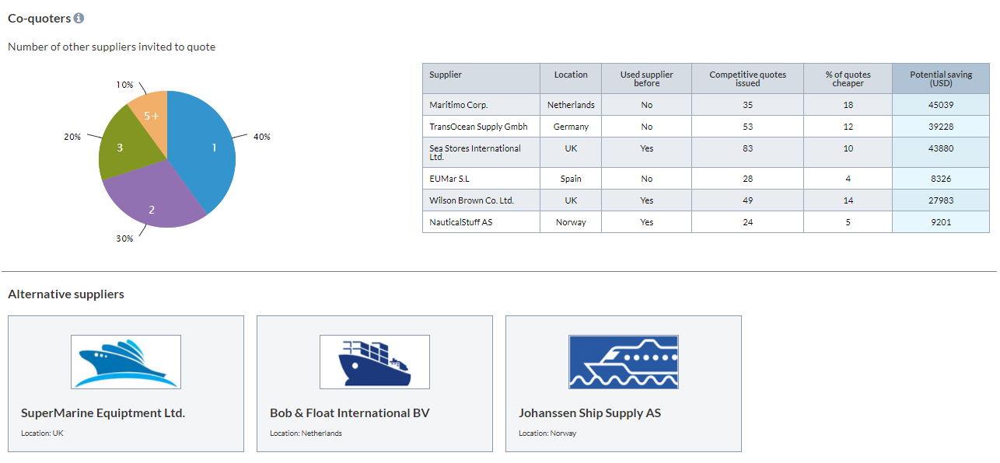 Co-quoters
Number of other suppliers invited to quote
10%
5+
20%
3
1
40%
2
30%
Supplier Location Used supplier before Competitive quotes issued % of quotes cheaper Potential saving (USD)
Maritimo Corp. Netherlands No 35 18 45039
TransOcean Supply Gmbh Germany No 53 12 39228
Sea Stores International Ltd. UK Yes 83 10 43880
EUMar S.L Spain No 28 4 8326
Wilson Brown Co. Ltd. UK Yes 49 14 27983
NauticalStuff AS Norway Yes 24 5 9201
Alternative suppliers
SuperMarine Equiptment Ltd.
Location: UK
Bob & Float International BV
Location: Netherlands
Johanssen Ship Supply AS
Location: Norway